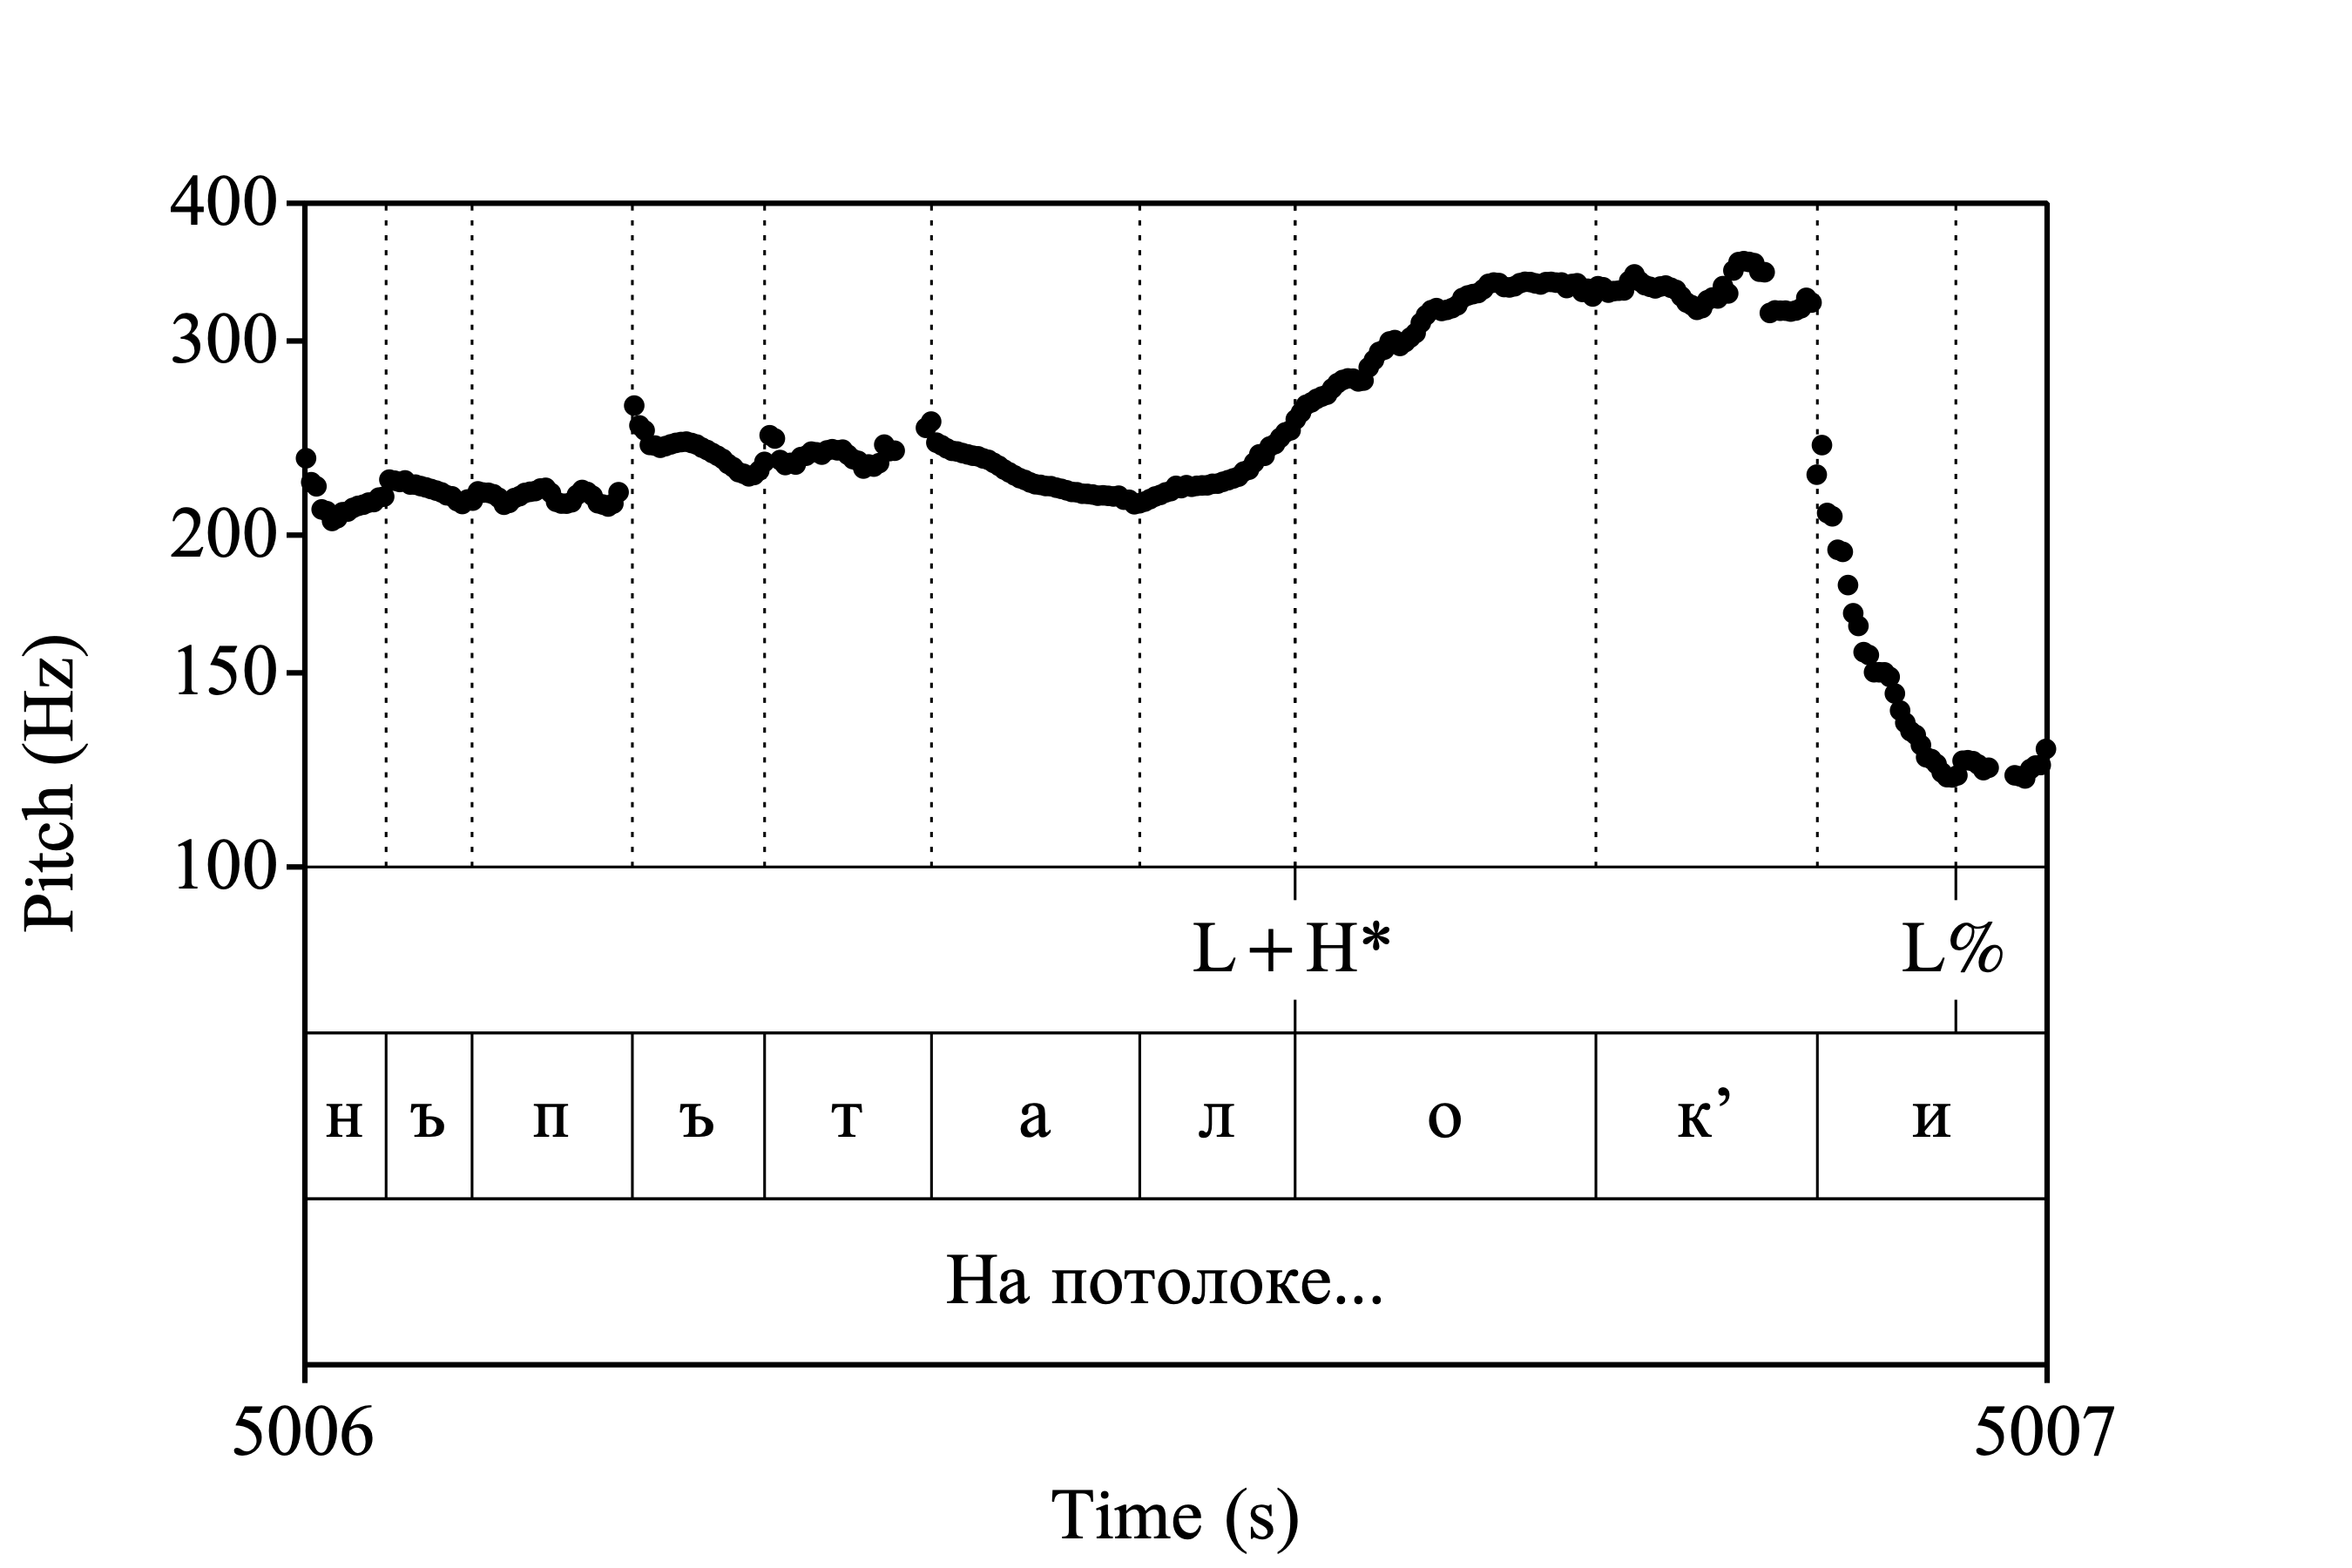 400
300
200
150
100
Pitch (Hz)
L+H* L%
н ъ п ъ т а л о к’ и
На потолоке...
5006 5007
Time (s)